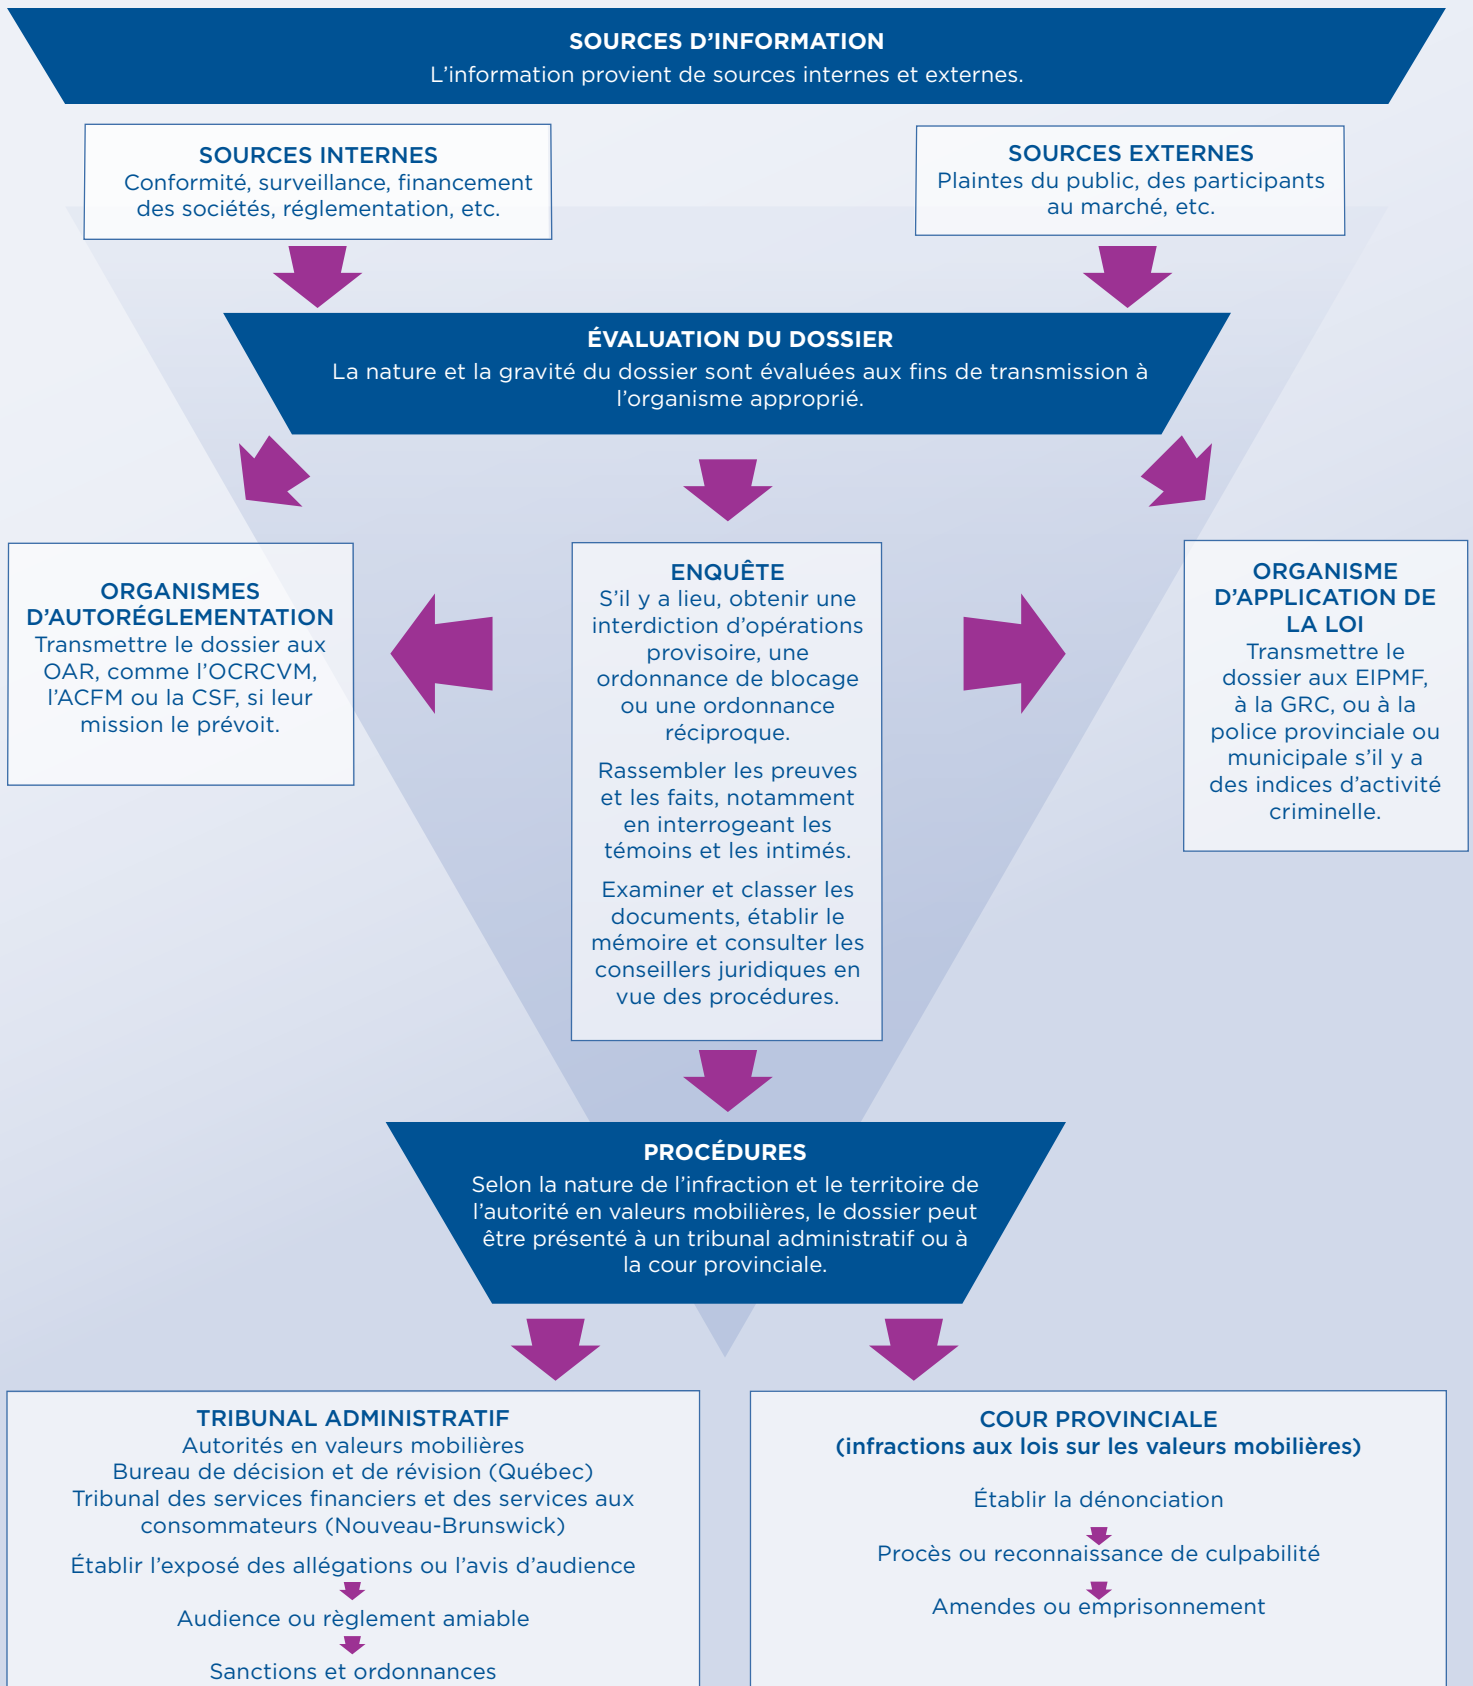 SOURCES D’INFORMATION
L’information provient de sources internes et externes.
SOURCES INTERNES
Conformité, surveillance, financement
des sociétés, réglementation, etc.
SOURCES EXTERNES
Plaintes du public, des participants
au marché, etc.
ÉVALUATION DU DOSSIER
La nature et la gravité du dossier sont évaluées aux fins de transmission à
l’organisme approprié.
ORGANISMES
D’AUTORÉGLEMENTATION
Transmettre le dossier aux
OAR, comme l’OCRCVM,
l’ACFM ou la CSF, si leur
mission le prévoit.
ENQUÊTE
S’il y a lieu, obtenir une
interdiction d’opérations
provisoire, une
ordonnance de blocage
ou une ordonnance
réciproque.
Rassembler les preuves
et les faits, notamment
en interrogeant les
témoins et les intimés.
Examiner et classer les
documents, établir le
mémoire et consulter les
conseillers juridiques en
vue des procédures.
ORGANISME
D’APPLICATION DE
LA LOI
Transmettre le
dossier aux EIPMF,
à la GRC, ou à la
police provinciale ou
municipale s’il y a
des indices d’activité
criminelle.
PROCÉDURES
Selon la nature de l’infraction et le territoire de
l’autorité en valeurs mobilières, le dossier peut
être présenté à un tribunal administratif ou à
la cour provinciale.
TRIBUNAL ADMINISTRATIF
Autorités en valeurs mobilières
Bureau de décision et de révision (Québec)
Tribunal des services financiers et des services aux
consommateurs (Nouveau-Brunswick)
Établir l’exposé des allégations ou l’avis d’audience
Audience ou règlement amiable
Sanctions et ordonnances
COUR PROVINCIALE
(infractions aux lois sur les valeurs mobilières)
Établir la dénonciation
Procès ou reconnaissance de culpabilité
Amendes ou emprisonnement